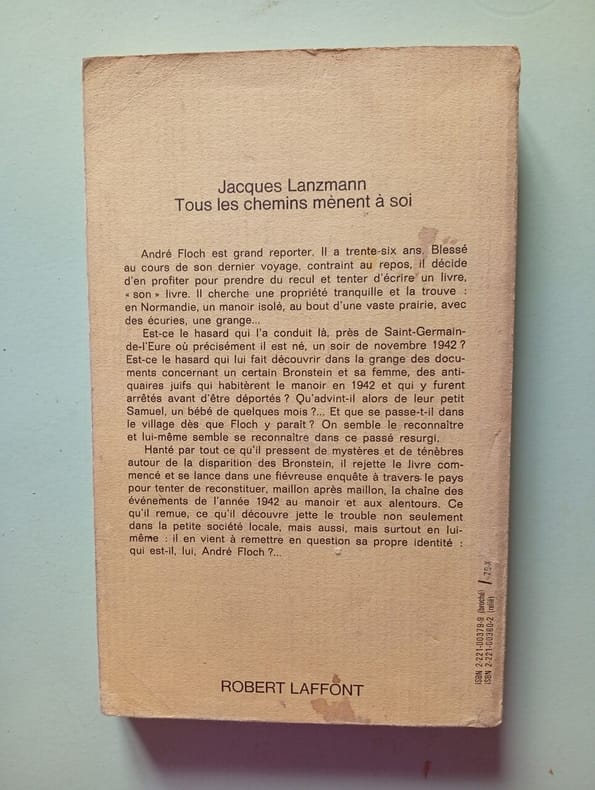 Jacques Lanzmann
Tous les chemins mènent à soi
André Floch est grand reporter. Il a trente-six ans. Blessé
au cours de son dernier voyage, contraint au repos, il décide
d'en profiter pour prendre du recul et tenter d'écrire un livre,
« son » livre. Il cherche une propriété tranquille et la trouve :
en Normandie, un manoir isolé, au bout d'une vaste prairie, avec
des écuries, une grange...
Est-ce le hasard qui l'a conduit là, près de Saint-Germain-
de-l'Eure où précisément il est né, un soir de novembre 1942 ?
Est-ce le hasard qui lui fait découvrir dans la grange des docu-
ments concernant un certain Bronstein et sa femme, des anti-
quaires juifs qui habitèrent le manoir en 1942 et qui y furent
arrêtés avant d'être déportés ? Qu'advint-il alors de leur petit
Samuel, un bébé de quelques mois ?... Et que se passe-t-il dans
le village dès que Floch y paraît ? On semble le reconnaître
et lui-même semble se reconnaître dans ce passé resurgi.
Hanté par tout ce qu'il pressent de mystères et de ténèbres
autour de la disparition des Bronstein, il rejette le livre com-
mencé et se lance dans une fiévreuse enquête à travers le pays
pour tenter de reconstituer, maillon après maillon, la chaîne des
événements de l'année 1942 au manoir et aux alentours. Ce
qu'il remue, ce qu'il découvre jette le trouble non seulement
dans la petite société locale, mais aussi, mais surtout en lui-
même : il en vient à remettre en question sa propre identité :
qui est-il, lui, André Floch ?...
ROBERT LAFFONT
ISBN 2-221-00379-9 (broché)
ISBN 2-221-00380-2 (relié)